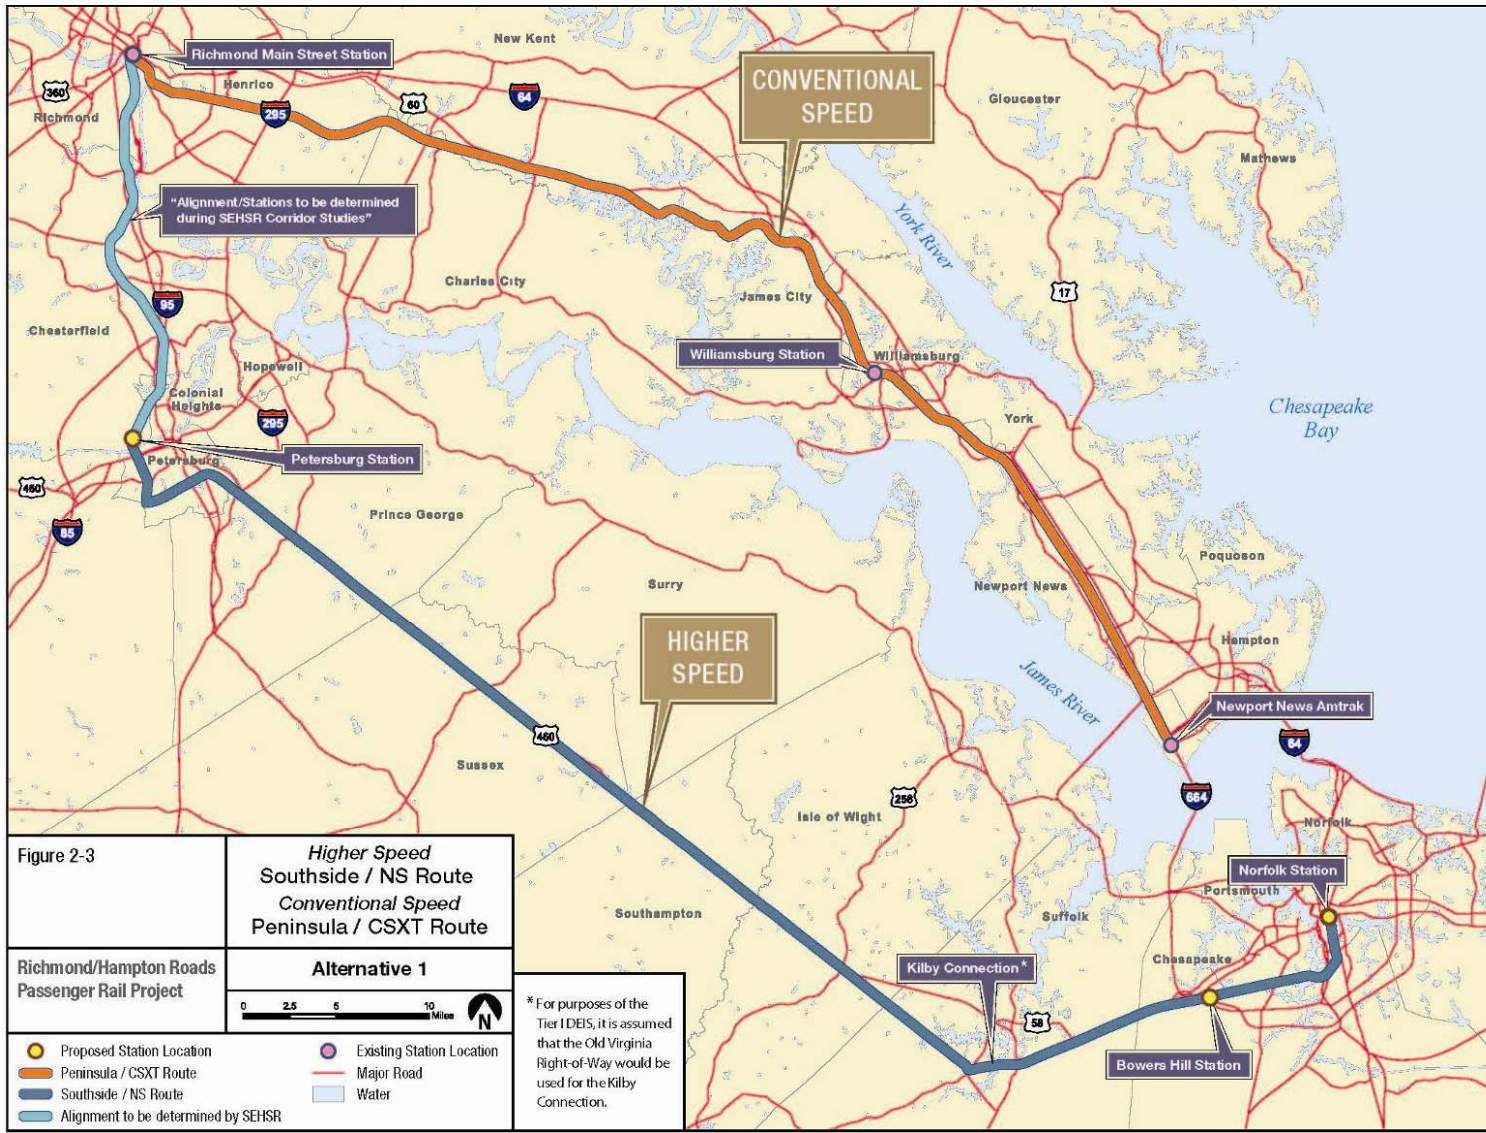 New Kent
Richmond Main Street Station
Henrico
360
Richmond
295
60
64
CONVENTIONAL
SPEED
Gloucester
Mathews
"Alignment/Stations to be determined
during SEHSR Corridor Studies"
York River
Charles City
James City
17
95
Chesterfield
Williamsburg Station
Williamsburg
Hopewell
Colonial
Heights
295
York
Chesapeake
Bay
Petersburg Station
Petersburg
460
85
Prince George
Poquoson
Surry
Newport News
HIGHER
SPEED
Hampton
James River
Newport News Amtrak
460
64
Sussex
664
258
Isle of Wight
Norfolk
Norfolk Station
Portsmouth
Southampton
Suffolk
Chesapeake
Kilby Connection*
58
Bowers Hill Station
Figure 2-3
Higher Speed
Southside / NS Route
Conventional Speed
Peninsula / CSXT Route
Richmond/Hampton Roads
Passenger Rail Project
Alternative 1
0 2.5 5 10
Miles
N
* For purposes of the
Tier I DEIS, it is assumed
that the Old Virginia
Right-of-Way would be
used for the Kilby
Connection.
Proposed Station Location
Existing Station Location
Peninsula / CSXT Route
Major Road
Southside / NS Route
Water
Alignment to be determined by SEHSR